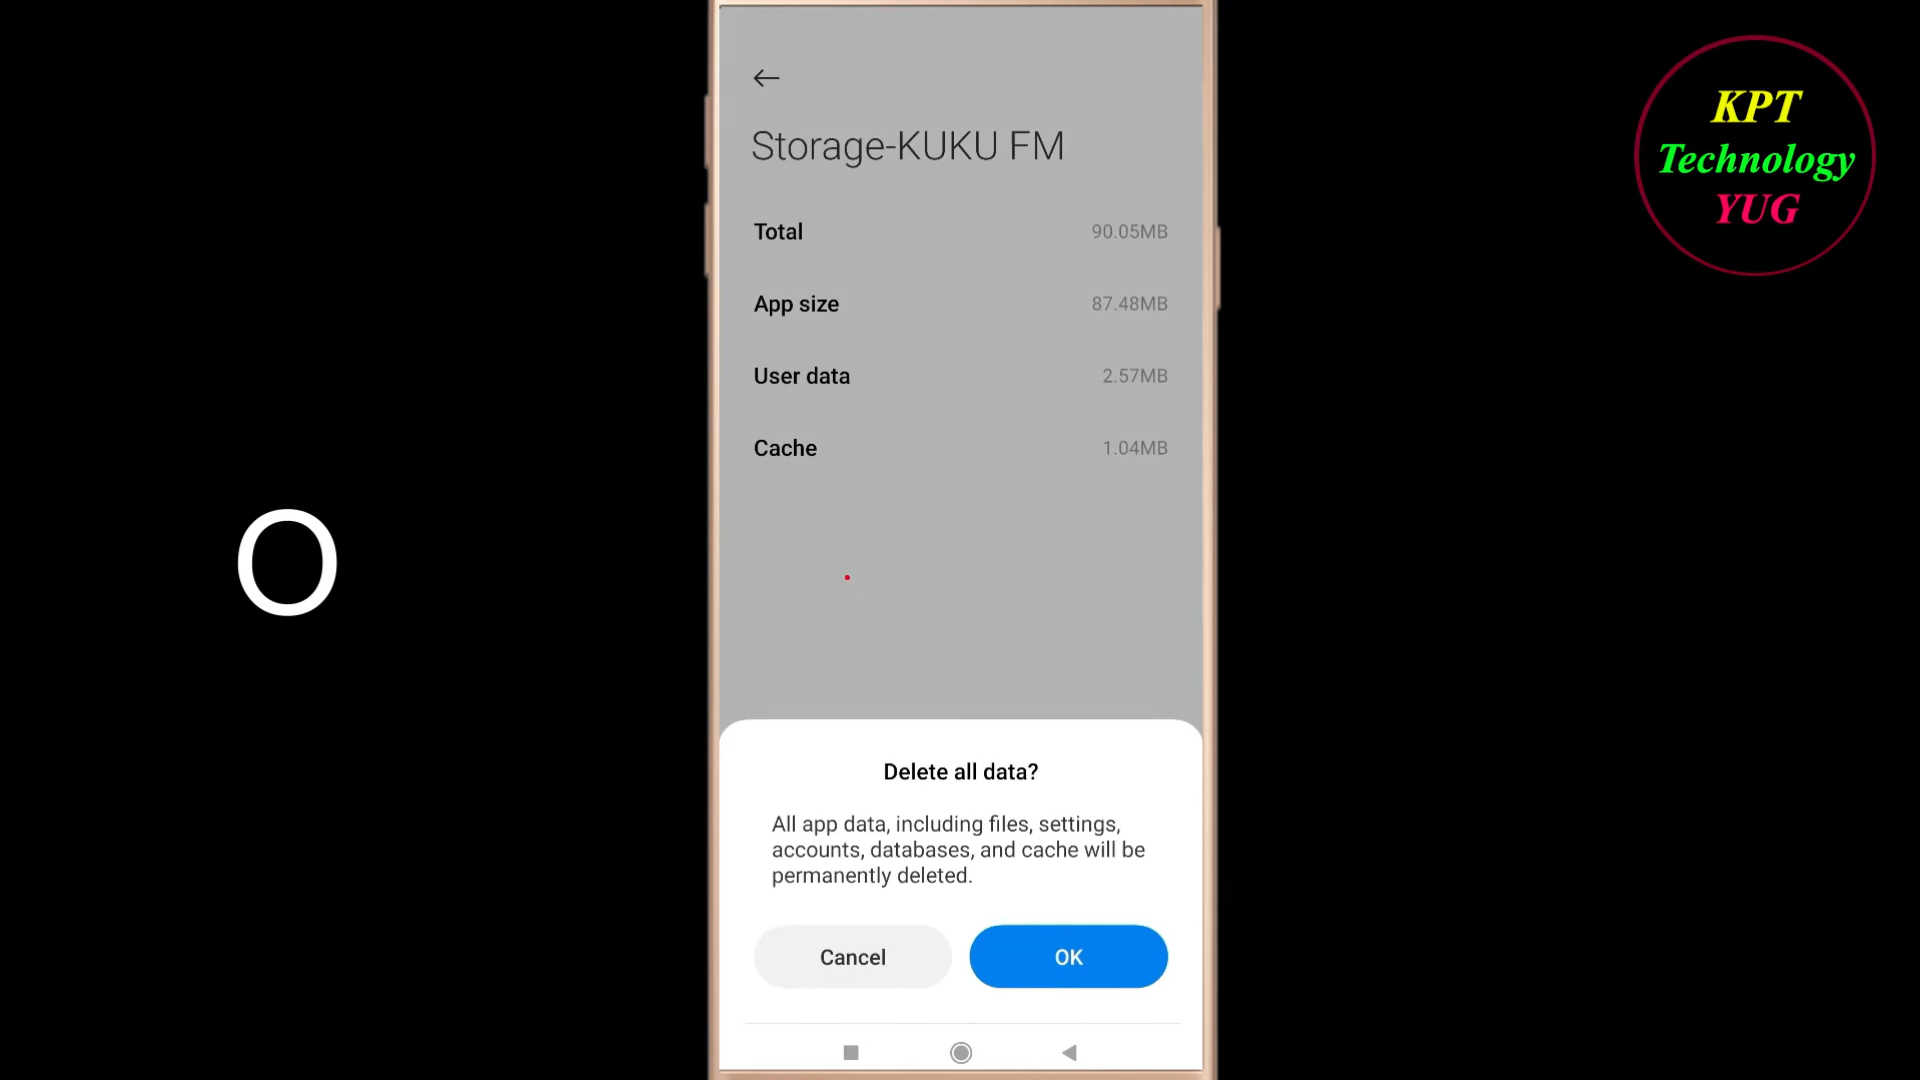 KPT
Technology
YUG
Storage-KUKU FM
Total 90.05MB
App size 87.48MB
User data 2.57MB
Cache 1.04MB
O
Delete all data?
All app data, including files, settings,
accounts, databases, and cache will be
permanently deleted.
Cancel OK